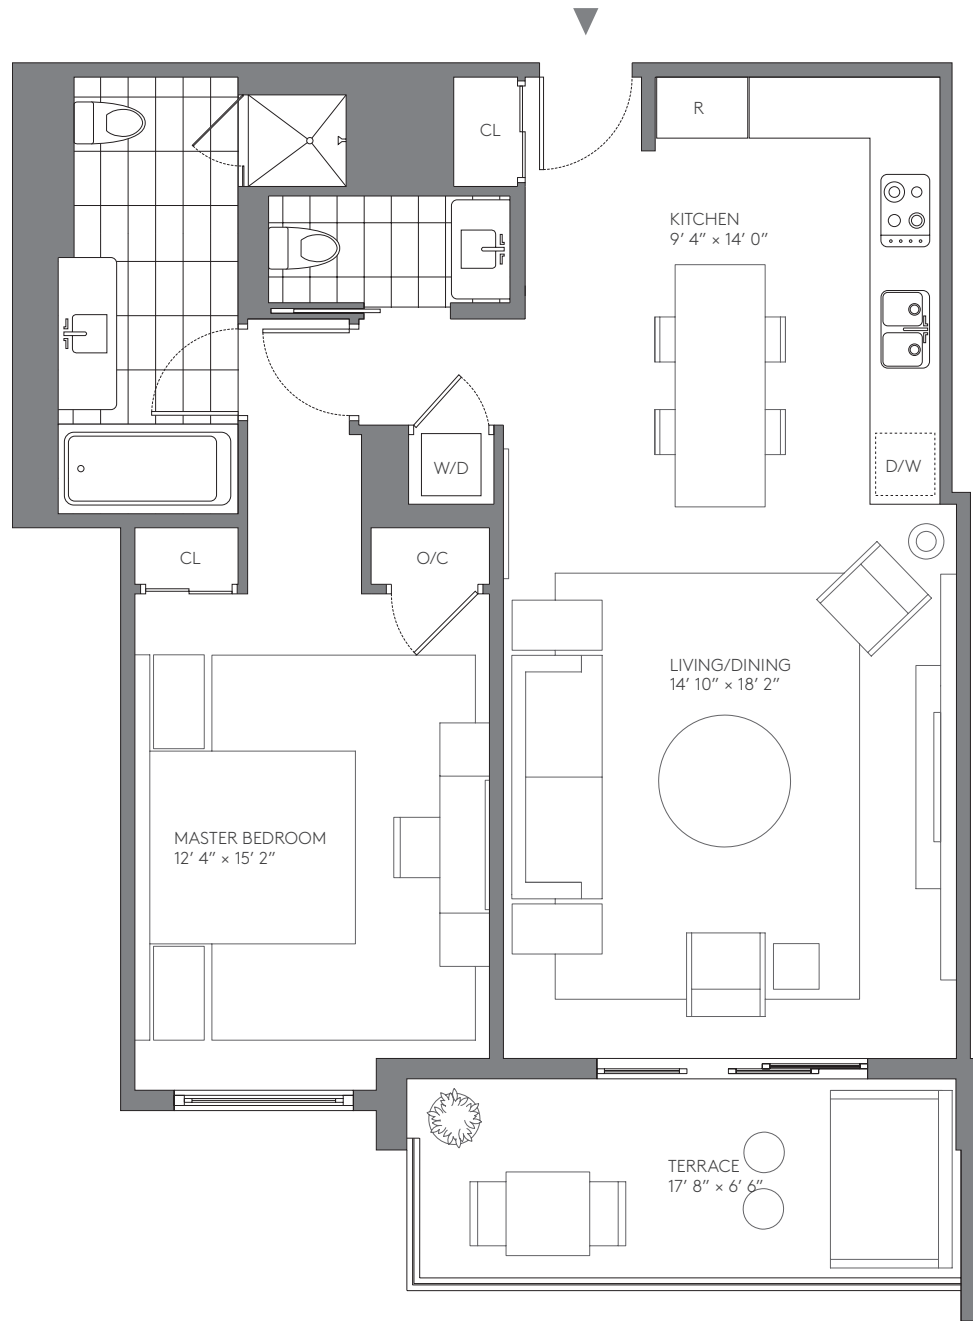 CL
R
KITCHEN
9' 4" × 14' 0"
W/D
D/W
CL
O/C
LIVING/DINING
14' 10" × 18' 2"
MASTER BEDROOM
12' 4" × 15' 2"
TERRACE
17' 8" × 6' 6"